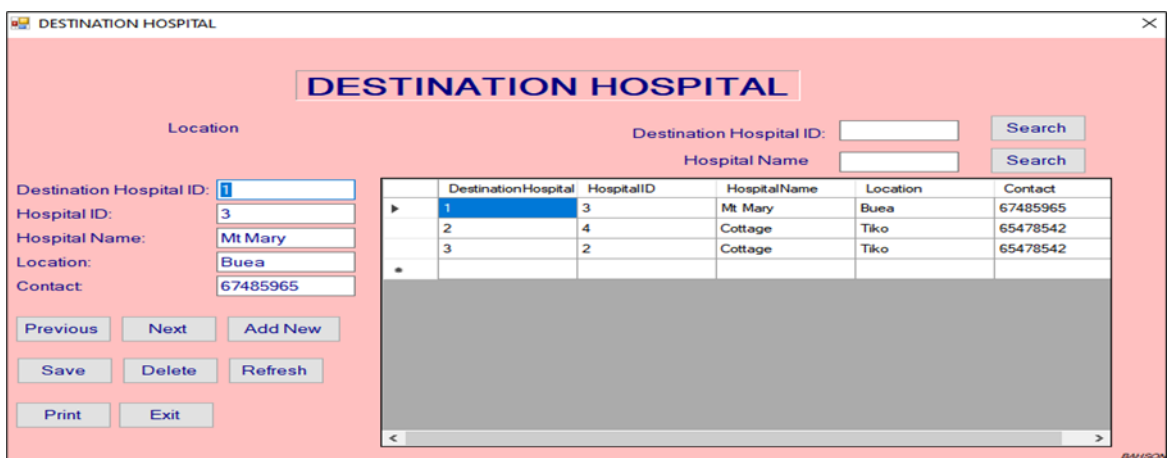 DESTINATION HOSPITAL
DESTINATION HOSPITAL
Location
Destination Hospital ID:
Search
Hospital Name
Search
Destination Hospital ID: 1
Hospital ID: 3
Hospital Name: Mt Mary
Location: Buea
Contact: 67485965
Previous Next Add New
Save Delete Refresh
Print Exit
DestinationHospital HospitalID HospitalName Location Contact
1 3 Mt Mary Buea 67485965
2 4 Cottage Tiko 65478542
3 2 Cottage Tiko 65478542